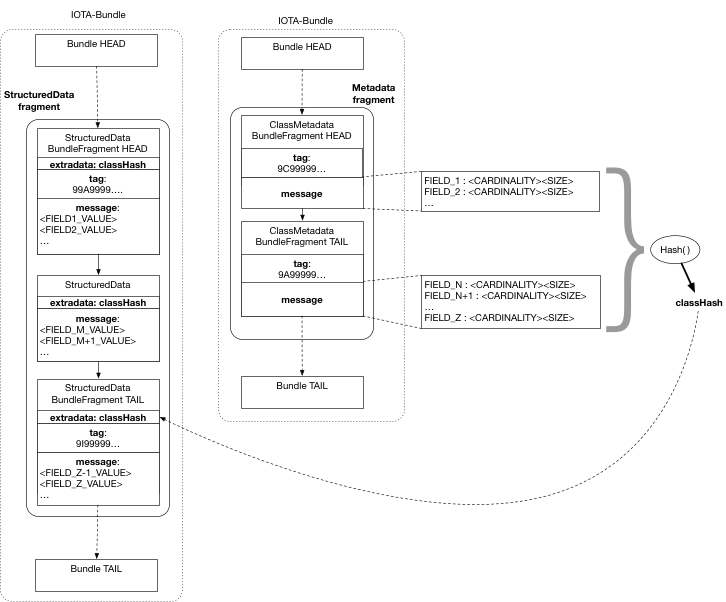 IOTA-Bundle
Bundle HEAD
StructuredData
fragment
StructuredData
BundleFragment HEAD
extradata: classHash
tag:
99A9999....
message:
<FIELD1_VALUE>
<FIELD2_VALUE>
...
StructuredData
extradata: classHash
message:
<FIELD_M_VALUE>
<FIELD_M+1_VALUE>
...
StructuredData
BundleFragment TAIL
extradata: classHash
tag:
9I99999...
message:
<FIELD_Z-1_VALUE>
<FIELD_Z_VALUE>
...
Bundle TAIL
IOTA-Bundle
Bundle HEAD
Metadata
fragment
ClassMetadata
BundleFragment HEAD
tag:
9C99999...
message
ClassMetadata
BundleFragment TAIL
tag:
9A99999...
message
Bundle TAIL
FIELD_1 : <CARDINALITY><SIZE>
FIELD_2 : <CARDINALITY><SIZE>
...
FIELD_N : <CARDINALITY><SIZE>
FIELD_N+1 : <CARDINALITY><SIZE>
...
FIELD_Z : <CARDINALITY><SIZE>
}
Hash( )
classHash